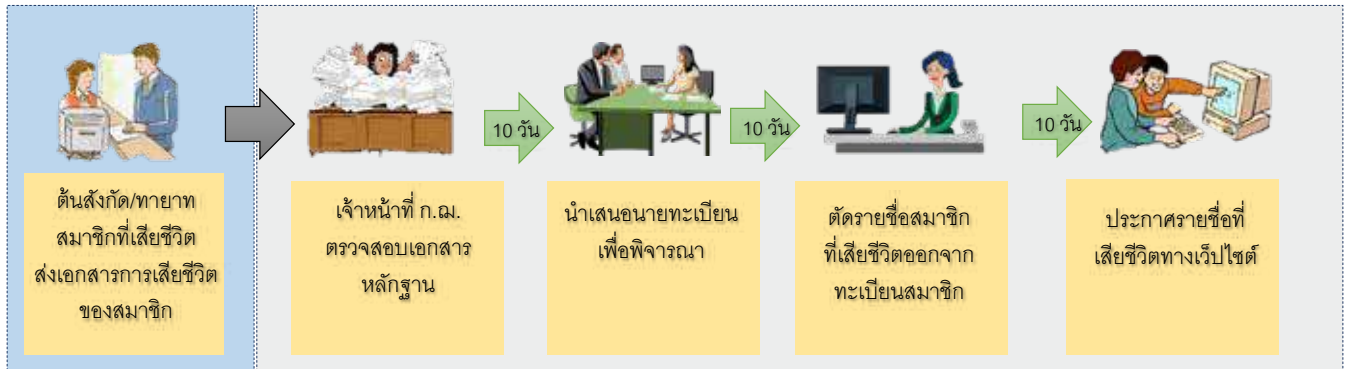 10 วัน
10 วัน
10 วัน
ต้นสังกัด/ทายาท
สมาชิกที่เสียชีวิต
ส่งเอกสารการเสียชีวิต
ของสมาชิก
เจ้าหน้าที่ ก.ฌ.
ตรวจสอบเอกสาร
หลักฐาน
นำเสนอนายทะเบียน
เพื่อพิจารณา
ตัดรายชื่อสมาชิก
ที่เสียชีวิตออกจาก
ทะเบียนสมาชิก
ประกาศรายชื่อที่
เสียชีวิตทางเว็ปไซต์